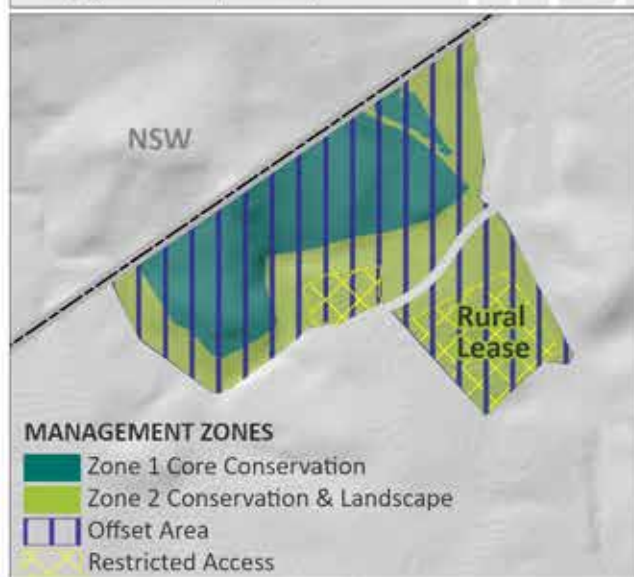 NSW
Rural
Lease
MANAGEMENT ZONES
Zone 1 Core Conservation
Zone 2 Conservation & Landscape
Offset Area
Restricted Access